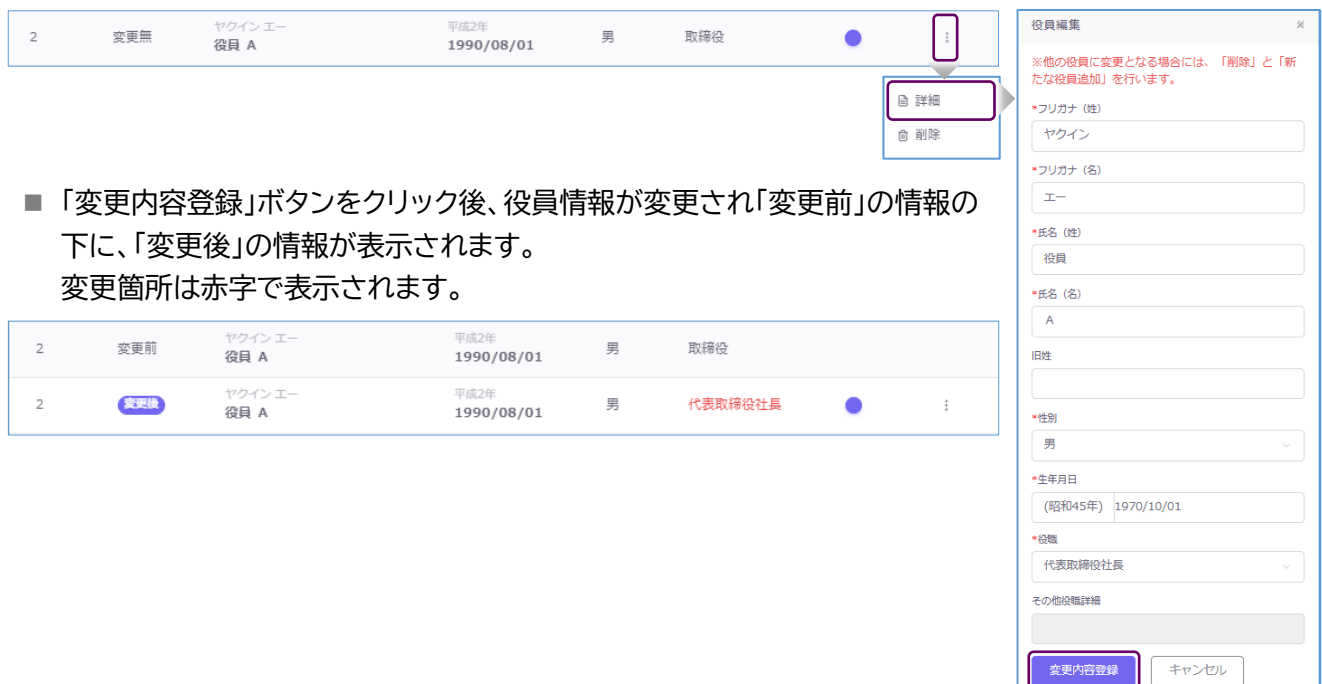 2 変更無 ヤクイン エー 平成2年 男 取締役
役員 A 1990/08/01
詳細
削除
■ 「変更内容登録」ボタンをクリック後、役員情報が変更され「変更前」の情報の
下に、「変更後」の情報が表示されます。
変更箇所は赤字で表示されます。
2 変更前 ヤクイン エー 平成2年 男 取締役
役員 A 1990/08/01
2 変更後 ヤクイン エー 平成2年 男 代表取締役社長
役員 A 1990/08/01
役員編集
※他の役員に変更となる場合には、「削除」と「新
たな役員追加」を行います。
*フリガナ（姓）
ヤクイン
*フリガナ（名）
エー
*氏名（姓）
役員
*氏名（名）
A
旧姓
*性別
男
*生年月日
(昭和45年) 1970/10/01
*役職
代表取締役社長
その他役職詳細
変更内容登録 キャンセル